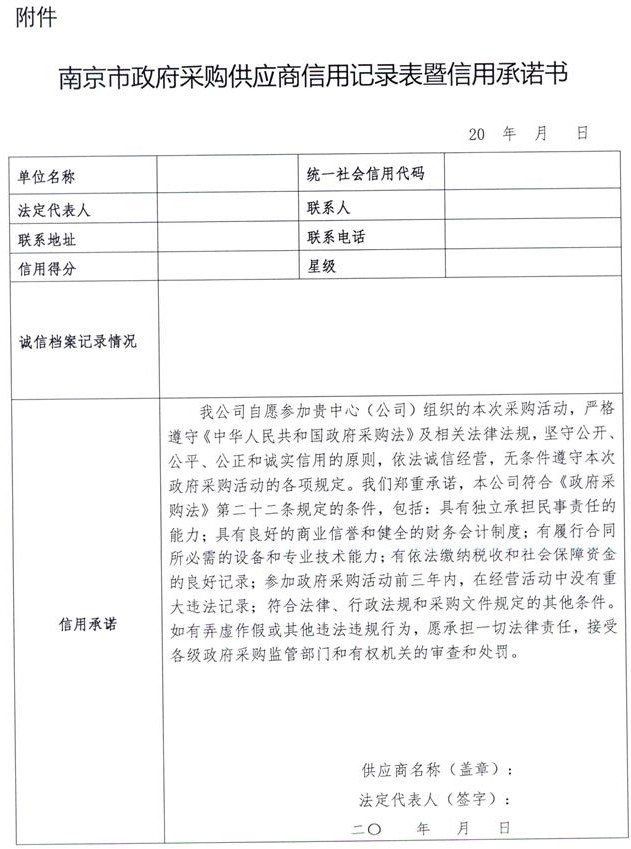 附件
南京市政府采购供应商信用记录表暨信用承诺书
20 年 月 日
单位名称 统一社会信用代码
法定代表人 联系人
联系地址 联系电话
信用得分 星级
诚信档案记录情况
信用承诺
我公司自愿参加贵中心（公司）组织的本次采购活动，严格
遵守《中华人民共和国政府采购法》及相关法律法规，坚守公开、
公平、公正和诚实信用的原则，依法诚信经营，无条件遵守本次
政府采购活动的各项规定。我们郑重承诺，本公司符合《政府采
购法》第二十二条规定的条件，包括：具有独立承担民事责任的
能力；具有良好的商业信誉和健全的财务会计制度；有履行合同
所必需的设备和专业技术能力；有依法缴纳税收和社会保障资金
的良好记录；参加政府采购活动前三年内，在经营活动中没有重
大违法记录；符合法律、行政法规和采购文件规定的其他条件。
如有弄虚作假或其他违法违规行为，愿承担一切法律责任，接受
各级政府采购监管部门和有权机关的审查和处罚。
供应商名称（盖章）：
法定代表人（签字）：
二〇 年 月 日